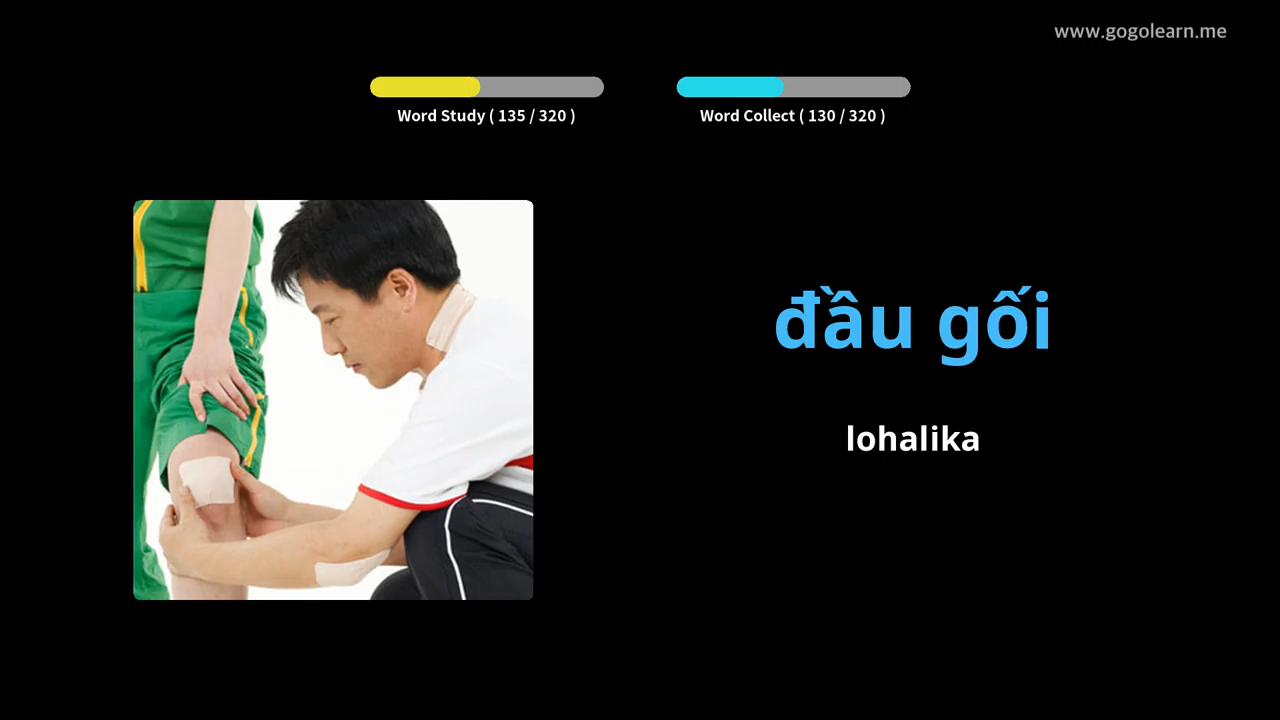 www.gogolearn.me
Word Study ( 135 / 320 )
Word Collect ( 130 / 320 )
đầu gối
lohalika